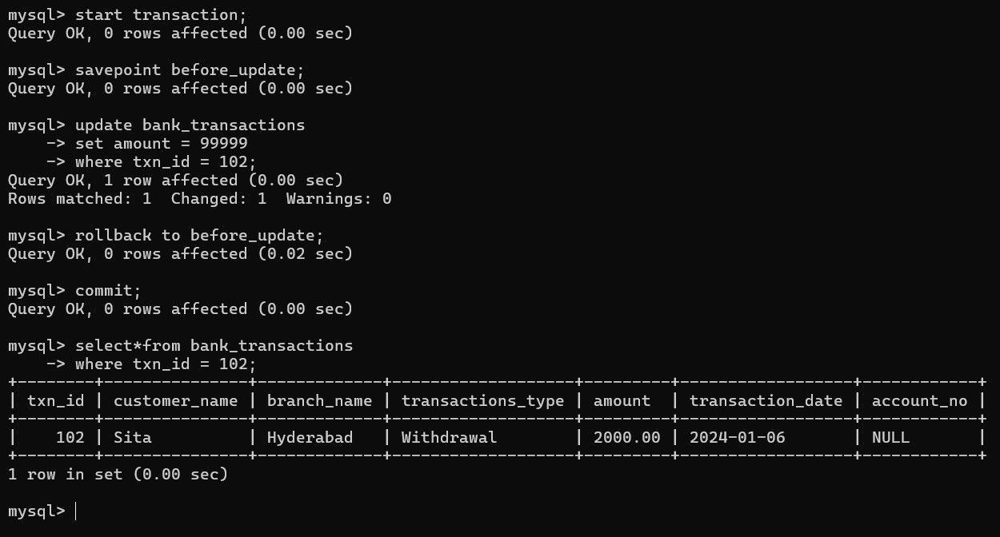 mysql> start transaction;
Query OK, 0 rows affected (0.00 sec)
mysql> savepoint before_update;
Query OK, 0 rows affected (0.00 sec)
mysql> update bank_transactions
    -> set amount = 99999
    -> where txn_id = 102;
Query OK, 1 row affected (0.00 sec)
Rows matched: 1  Changed: 1  Warnings: 0
mysql> rollback to before_update;
Query OK, 0 rows affected (0.02 sec)
mysql> commit;
Query OK, 0 rows affected (0.00 sec)
mysql> select*from bank_transactions
    -> where txn_id = 102;
+--------+---------------+-------------+-------------------+---------+------------------+------------+
| txn_id | customer_name | branch_name | transactions_type | amount  | transaction_date | account_no |
+--------+---------------+-------------+-------------------+---------+------------------+------------+
|    102 | Sita          | Hyderabad   | Withdrawal        | 2000.00 | 2024-01-06       | NULL       |
+--------+---------------+-------------+-------------------+---------+------------------+------------+
1 row in set (0.00 sec)
mysql>